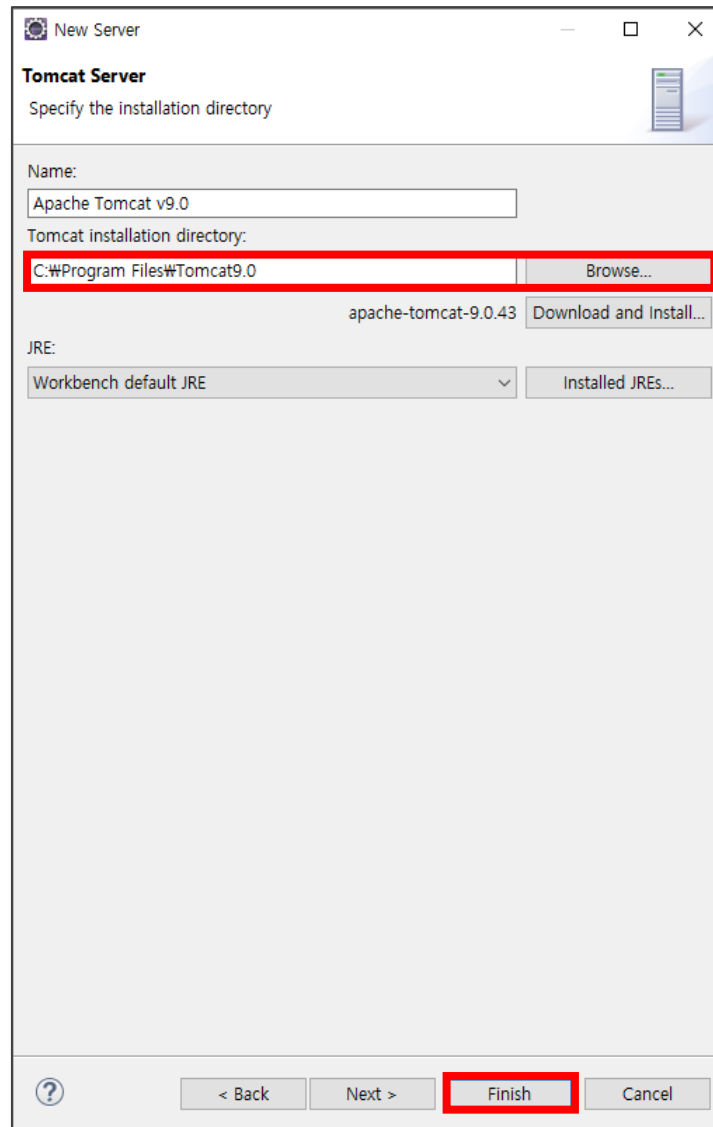 New Server
Tomcat Server
Specify the installation directory
Name:
Apache Tomcat v9.0
Tomcat installation directory:
C:₩Program Files₩Tomcat9.0 Browse...
apache-tomcat-9.0.43 Download and Install...
JRE:
Workbench default JRE Installed JREs...
? < Back Next > Finish Cancel